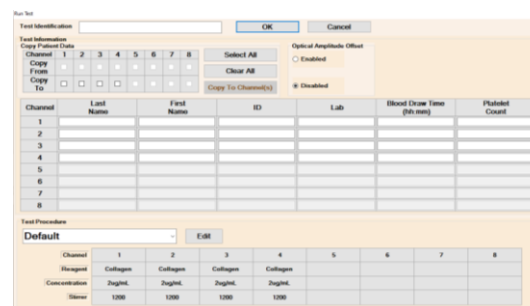 Run Test
Test Identification OK Cancel
Test Information
Copy Patient Data Optical Amplitude Offset
Channel 1 2 3 4 5 6 7 8 Select All
Enabled
Copy From
Clear All
Copy To
Copy To Channel(s) Disabled
Channel Last Name First Name ID Lab Blood Draw Time (hh mm) Platelet Count
1
2
3
4
5
6
7
8
Test Procedure
Default Edit
Channel 1 2 3 4 5 6 7 8
Reagent Collagen Collagen Collagen Collagen
Concentration 2ug/mL 2ug/mL 2ug/mL 2ug/mL
Stirrer 1200 1200 1200 1200